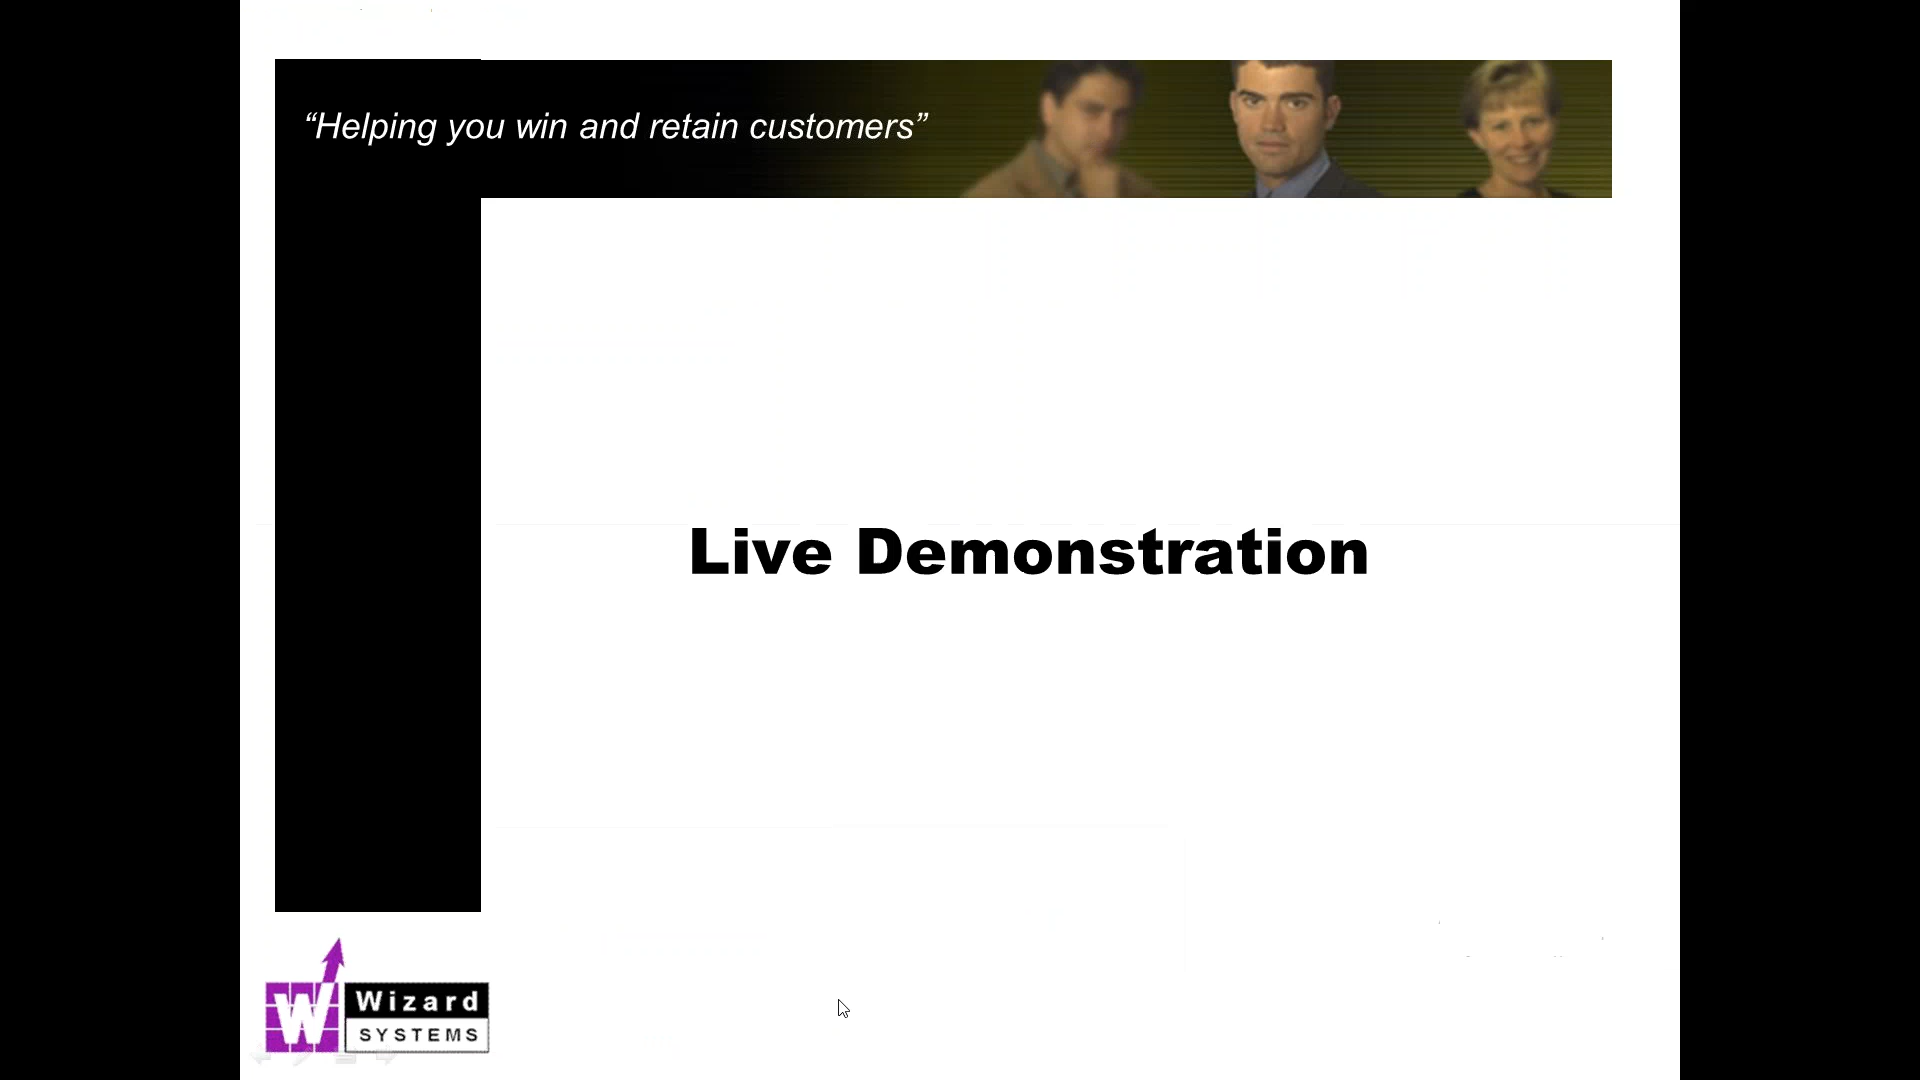 “Helping you win and retain customers”
Live Demonstration
W Wizard
SYSTEMS